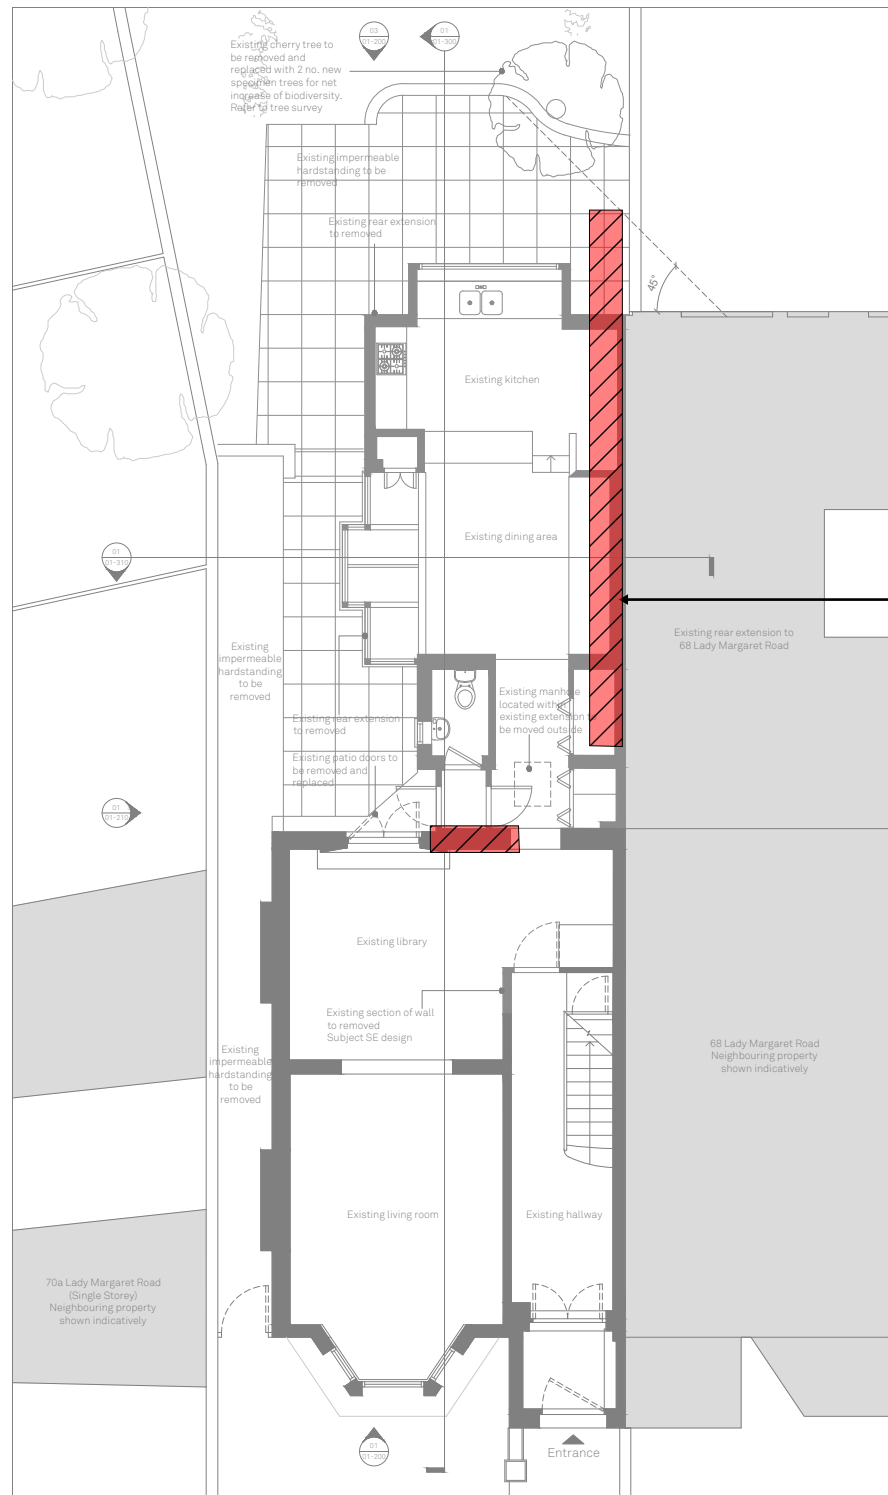 03
01-200
01
01-300
Existing cherry tree to
be removed and
replaced with 2 no. new
specimen trees for net
increase of biodiversity.
Refer to tree survey
Existing impermeable
hardstanding to be
removed
Existing rear extension
to removed
45°
Existing kitchen
Existing dining area
01
01-310
Existing rear extension to
68 Lady Margaret Road
Existing
impermeable
hardstanding
to be
removed
Existing manhole
located within
existing extension to
be moved outside
Existing rear extension
to removed
Existing patio doors to
be removed and
replaced
01
01-210
Existing library
Existing section of wall
to removed
Subject SE design
Existing
impermeable
hardstanding
to be
removed
68 Lady Margaret Road
Neighbouring property
shown indicatively
Existing living room
Existing hallway
70a Lady Margaret Road
(Single Storey)
Neighbouring property
shown indicatively
01
01-200
Entrance